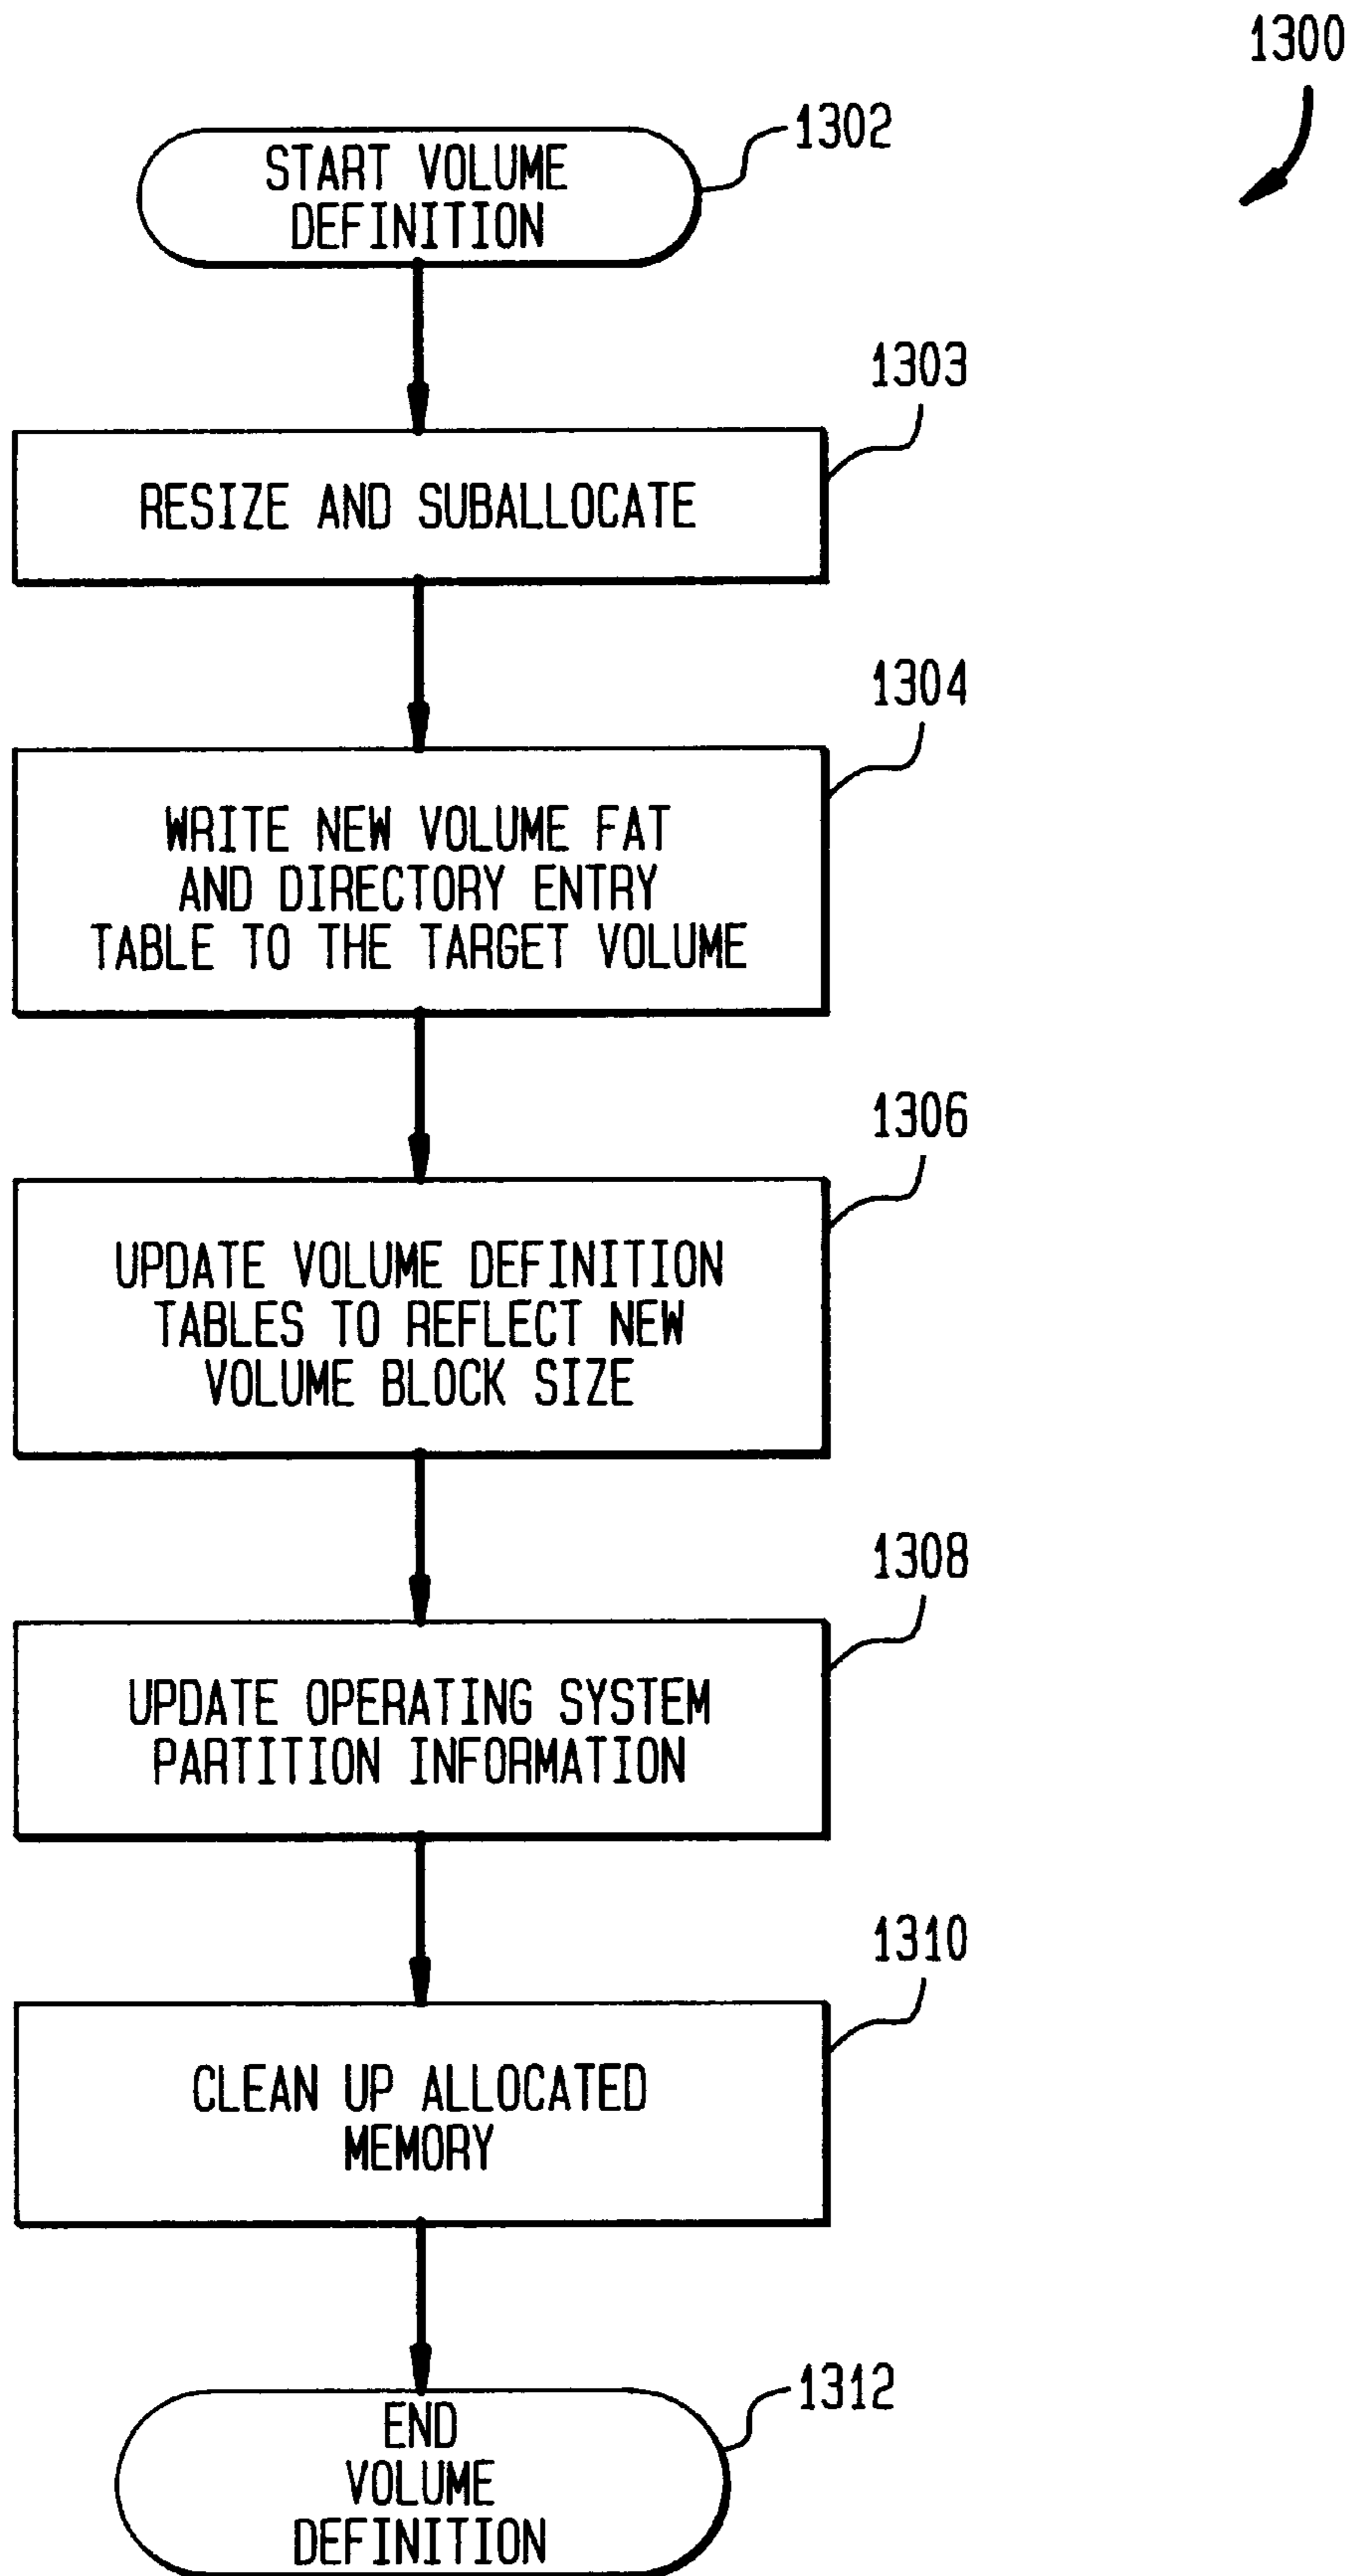 1300
1302
START VOLUME
DEFINITION
1303
RESIZE AND SUBALLOCATE
1304
WRITE NEW VOLUME FAT
AND DIRECTORY ENTRY
TABLE TO THE TARGET VOLUME
1306
UPDATE VOLUME DEFINITION
TABLES TO REFLECT NEW
VOLUME BLOCK SIZE
1308
UPDATE OPERATING SYSTEM
PARTITION INFORMATION
1310
CLEAN UP ALLOCATED
MEMORY
1312
END
VOLUME
DEFINITION